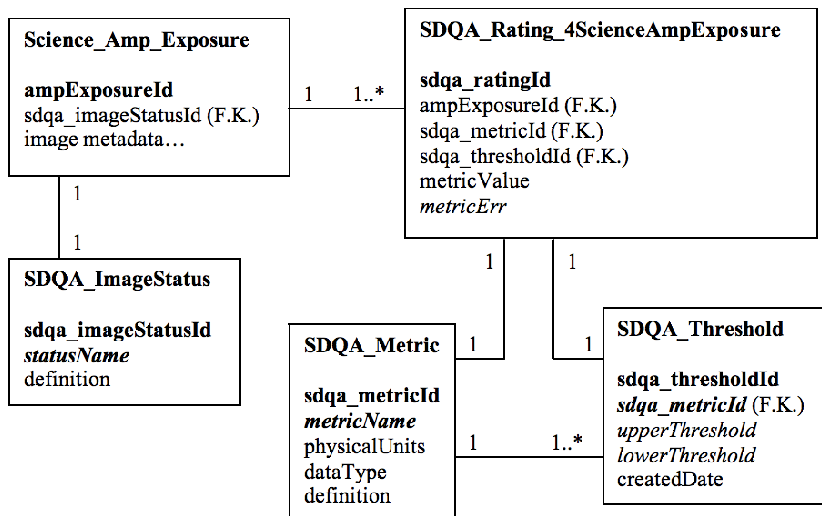 Science_Amp_Exposure
ampExposureId
sdqa_imageStatusId (F.K.)
image metadata…
1
1..*
SDQA_Rating_4ScienceAmpExposure
sdqa_ratingId
ampExposureId (F.K.)
sdqa_metricId (F.K.)
sdqa_thresholdId (F.K.)
metricValue
metricErr
1
1
SDQA_ImageStatus
sdqa_imageStatusId
statusName
definition
1
1
1
1
SDQA_Metric
sdqa_metricId
metricName
physicalUnits
dataType
definition
1
1..*
SDQA_Threshold
sdqa_thresholdId
sdqa_metricId (F.K.)
upperThreshold
lowerThreshold
createdDate